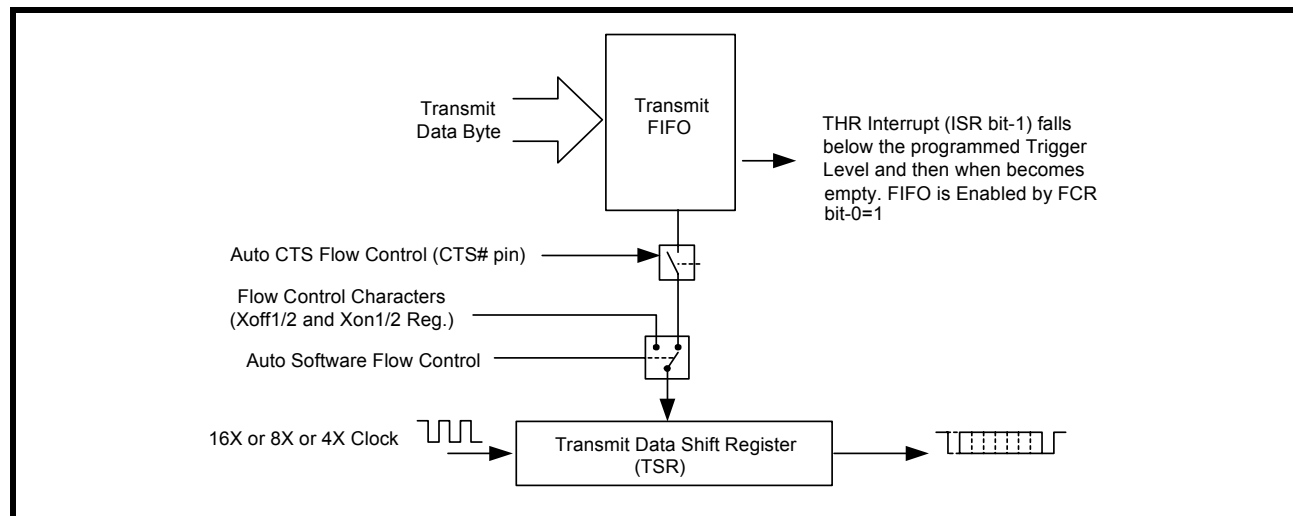 Transmit
Data Byte
Transmit
FIFO
THR Interrupt (ISR bit-1) falls
below the programmed Trigger
Level and then when becomes
empty. FIFO is Enabled by FCR
bit-0=1
Auto CTS Flow Control (CTS# pin)
Flow Control Characters
(Xoff1/2 and Xon1/2 Reg.)
Auto Software Flow Control
16X or 8X or 4X Clock
Transmit Data Shift Register
(TSR)